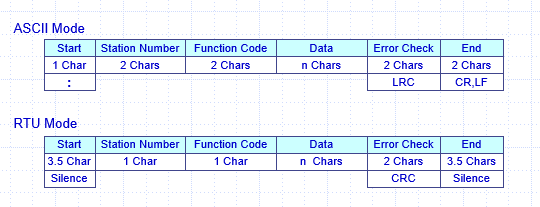 ASCII Mode
Start Station Number Function Code Data Error Check End
1 Char 2 Chars 2 Chars n Chars 2 Chars 2 Chars
: LRC CR,LF
RTU Mode
Start Station Number Function Code Data Error Check End
3.5 Char 1 Char 1 Char n Chars 2 Chars 3.5 Chars
Silence CRC Silence